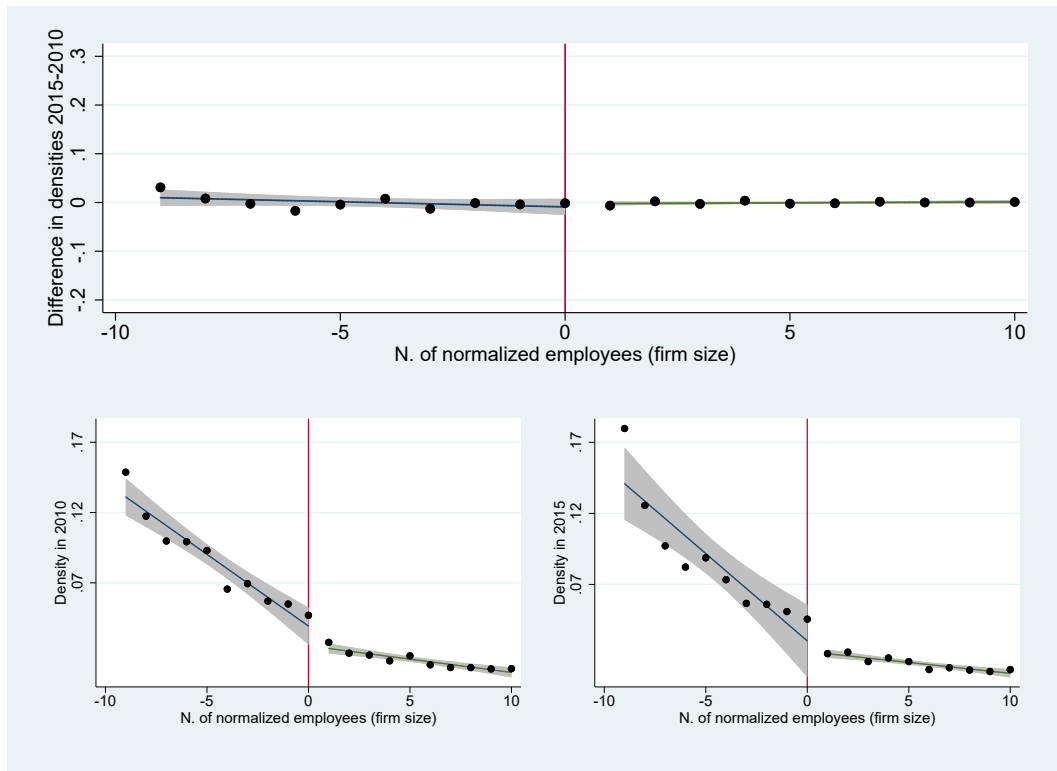 Difference in densities 2015-2010
.3
.2
.1
0
-.1
-.2
-10 -5 0 5 10
N. of normalized employees (firm size)
Density in 2010
.17
.12
.07
-10 -5 0 5 10
N. of normalized employees (firm size)
Density in 2015
.17
.12
.07
-10 -5 0 5 10
N. of normalized employees (firm size)